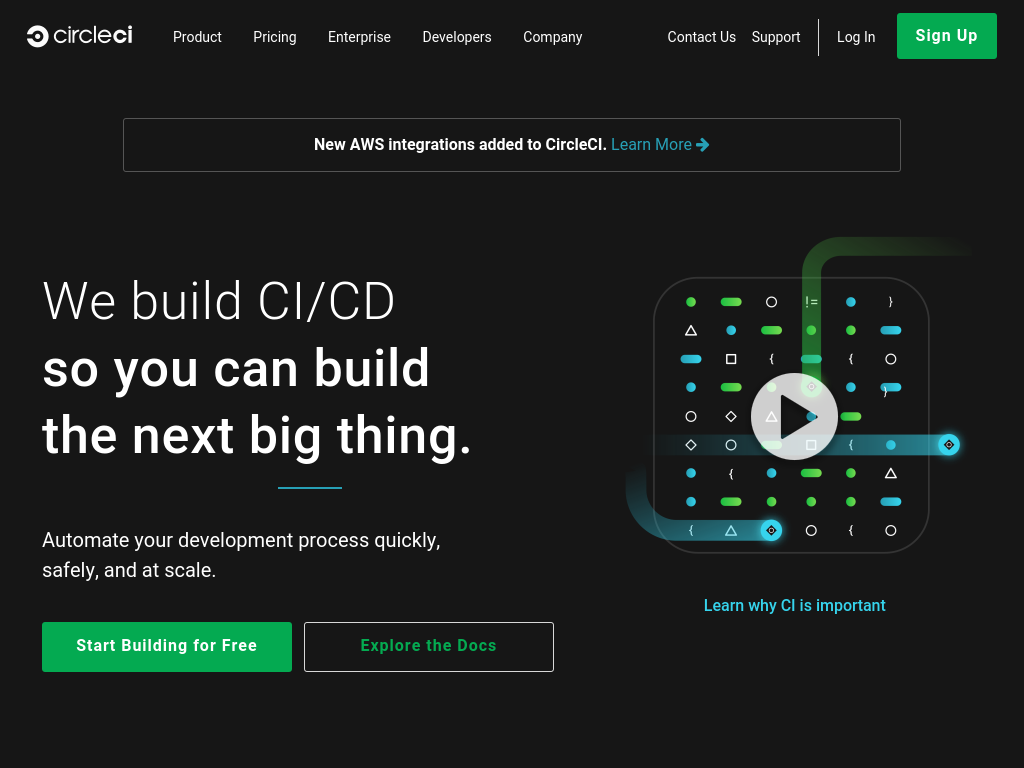 circleci Product Pricing Enterprise Developers Company Contact Us Support Log In Sign Up
New AWS integrations added to CircleCI. Learn More
We build CI/CD
so you can build
the next big thing.
Automate your development process quickly,
safely, and at scale.
Start Building for Free Explore the Docs
!= }
{ {
}
{
{
{ {
Learn why CI is important